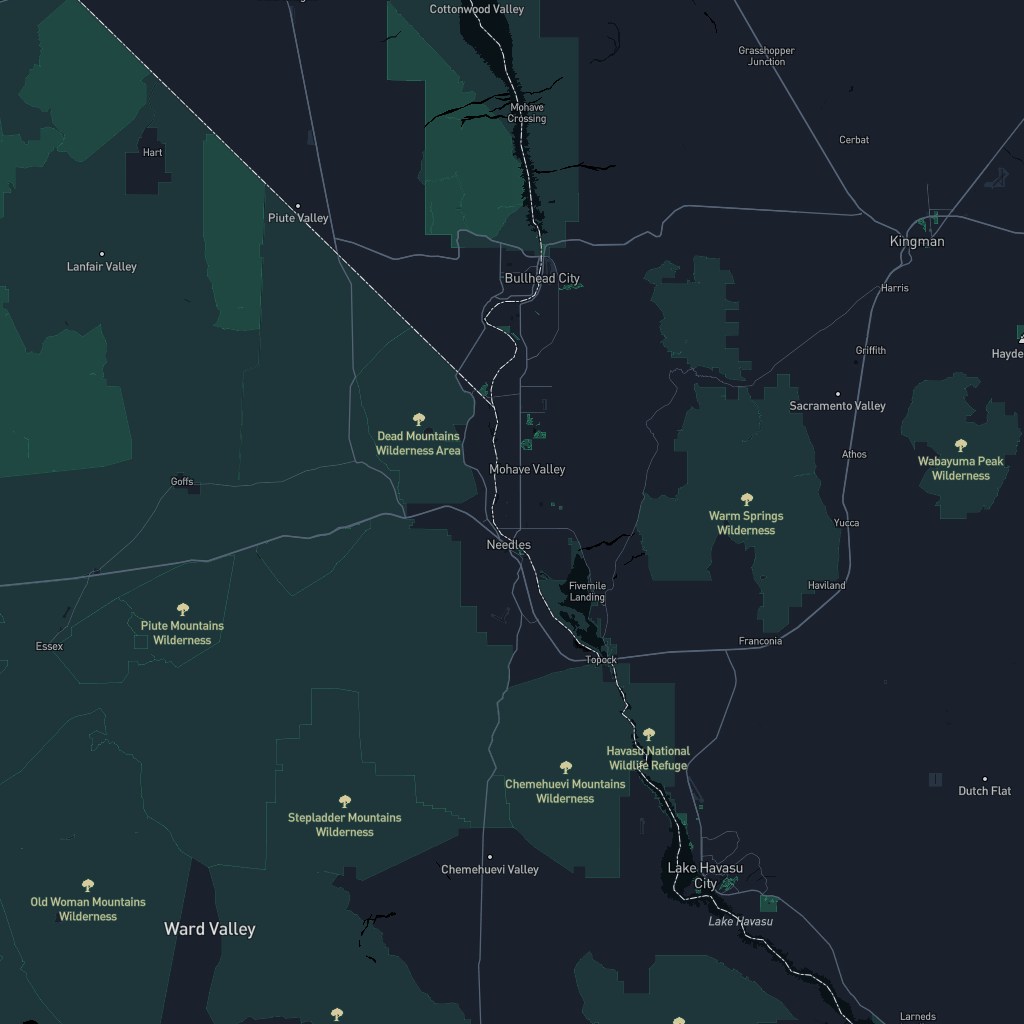 Cottonwood Valley
Grasshopper
Junction
Mohave
Crossing
Cerbat
Hart
Piute Valley
Kingman
Lanfair Valley
Bullhead City
Harris
Griffith
Hayde
Sacramento Valley
Dead Mountains
Wilderness Area
Athos
Wabayuma Peak
Wilderness
Mohave Valley
Goffs
Warm Springs
Wilderness
Yucca
Needles
Fivemile
Landing
Haviland
Piute Mountains
Wilderness
Essex
Franconia
Topock
Havasu National
Wildlife Refuge
Chemehuevi Mountains
Wilderness
Dutch Flat
Stepladder Mountains
Wilderness
Chemehuevi Valley
Lake Havasu
City
Old Woman Mountains
Wilderness
Lake Havasu
Ward Valley
Larneds